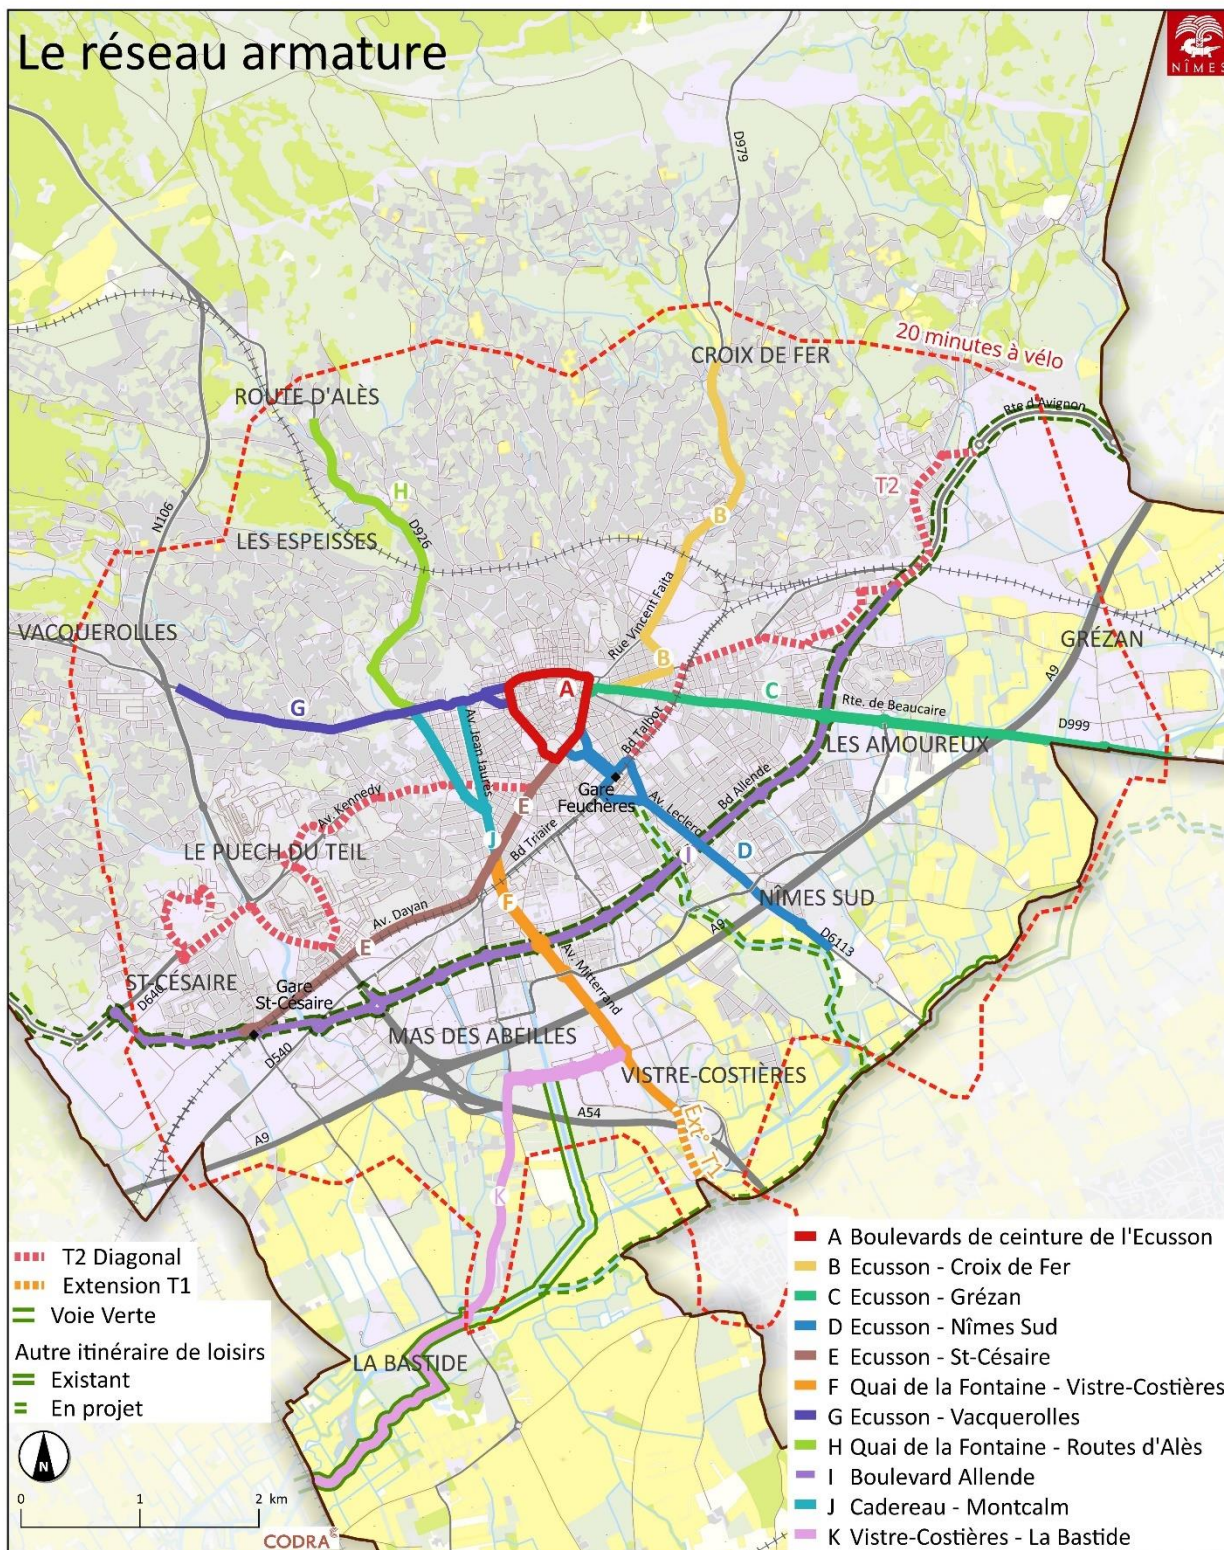 Le réseau armature
NÎMES
D979
20 minutes à vélo
CROIX DE FER
ROUTE D'ALÈS
Rte d'Avignon
H
T2
N106
B
D926
LES ESPEISSES
Rue Vincent Faïta
VACQUEROLLES
GRÉZAN
B
A9
A
C
G
Rte. de Beaucaire
Bd Talbot
D999
Av. Jean Jaurès
LES AMOUREUX
Gare
Feuchères
Bd Allende
Av. Kennedy
E
Av. Leclerc
J
Bd Triaire
LE PUECH DU TEIL
I
D
NÎMES SUD
F
Av. Dayan
E
A9
D6113
Av. Mitterrand
ST-CÉSAIRE
Gare
St-Césaire
D640
MAS DES ABEILLES
D540
VISTRE-COSTIÈRES
A54
Ext° T1
A9
K
LA BASTIDE
T2 Diagonal
Extension T1
Voie Verte
Autre itinéraire de loisirs
Existant
En projet
N
0 1 2 km
CODRA
A Boulevards de ceinture de l'Ecusson
B Ecusson - Croix de Fer
C Ecusson - Grézan
D Ecusson - Nîmes Sud
E Ecusson - St-Césaire
F Quai de la Fontaine - Vistre-Costières
G Ecusson - Vacquerolles
H Quai de la Fontaine - Routes d'Alès
I Boulevard Allende
J Cadereau - Montcalm
K Vistre-Costières - La Bastide